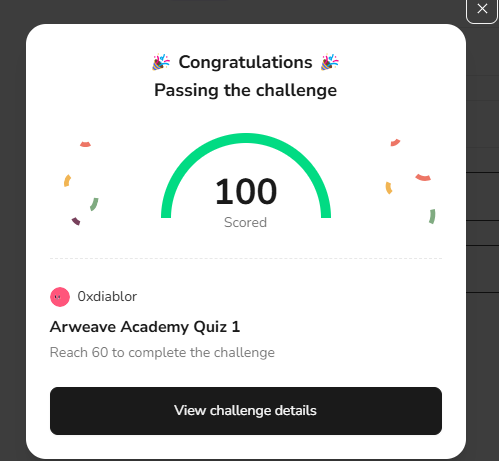 Congratulations
Passing the challenge
100
Scored
0xdiablor
Arweave Academy Quiz 1
Reach 60 to complete the challenge
View challenge details